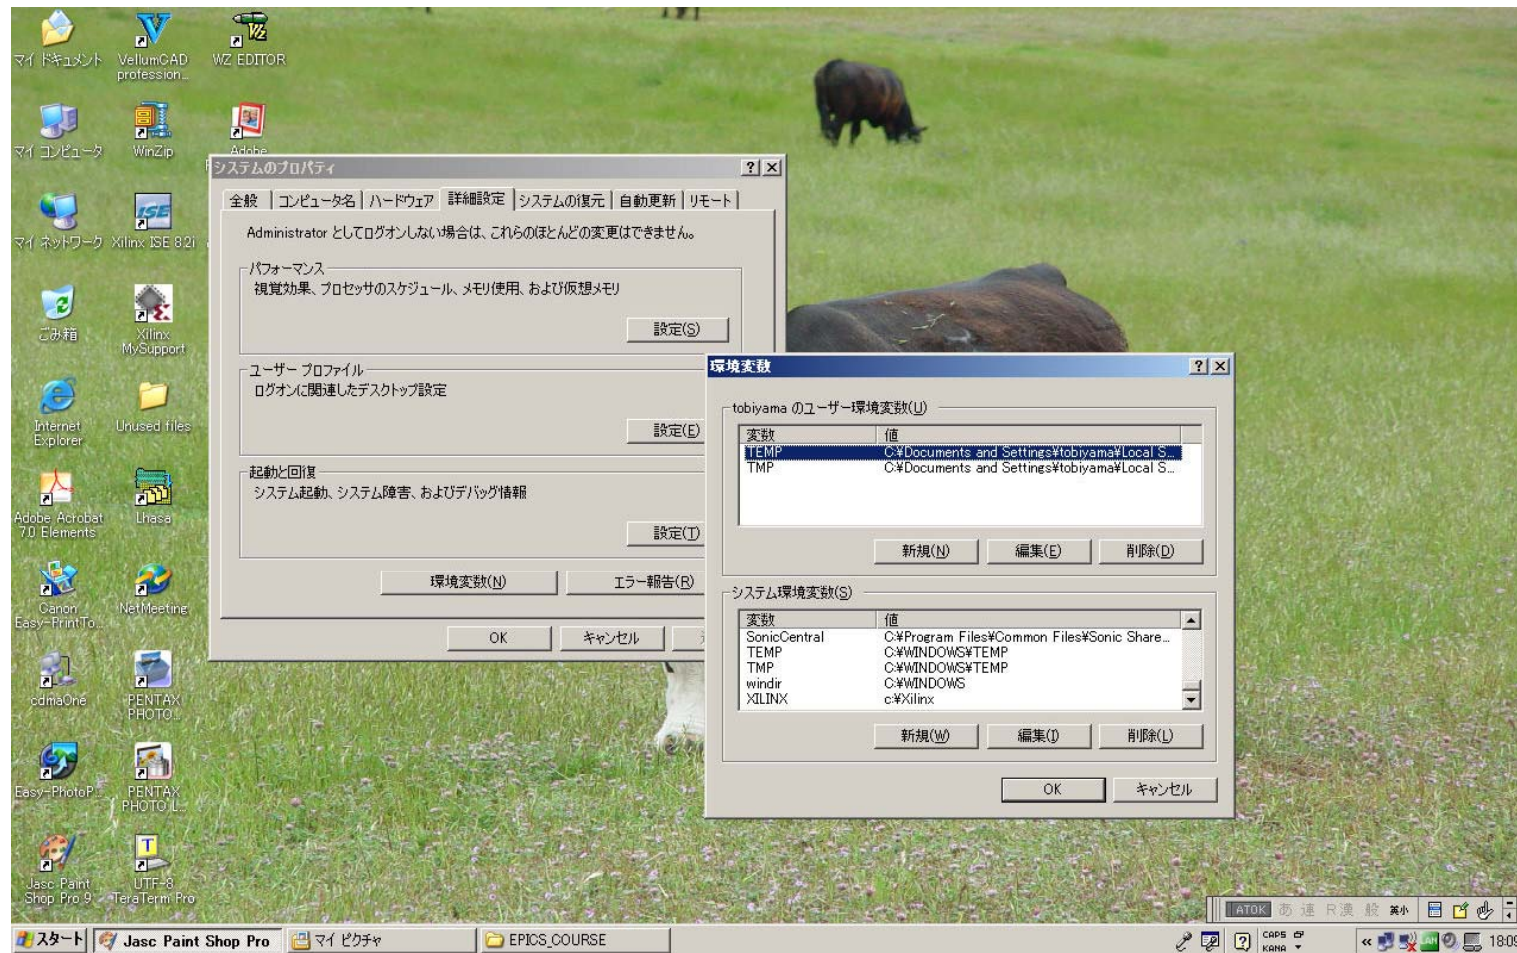 マイ ドキュメント
VellumCAD
profession...
WZ EDITOR
マイ コンピュータ
WinZip
Adobe
マイ ネットワーク
Xilinx ISE 8.2i
ごみ箱
Xilinx
MySupport
Internet
Explorer
Unused files
Adobe Acrobat
7.0 Elements
Lhasa
Canon
Easy-PrintTo...
NetMeeting
cdmaOne
PENTAX
PHOTO...
Easy-PhotoP...
PENTAX
PHOTO L...
Jasc Paint
Shop Pro 9
UTF-8
TeraTerm Pro
システムのプロパティ
全般
コンピュータ名
ハードウェア
詳細設定
システムの復元
自動更新
リモート
Administrator としてログオンしない場合は、これらのほとんどの変更はできません。
パフォーマンス
視覚効果、プロセッサのスケジュール、メモリ使用、および仮想メモリ
設定(S)
ユーザー プロファイル
ログオンに関連したデスクトップ設定
設定(E)
起動と回復
システム起動、システム障害、およびデバッグ情報
設定(T)
環境変数(N)
エラー報告(R)
OK
キャンセル
環境変数
tobiyama のユーザー環境変数(U)
変数 値
TEMP C:¥Documents and Settings¥tobiyama¥Local S...
TMP C:¥Documents and Settings¥tobiyama¥Local S...
新規(N)
編集(E)
削除(D)
システム環境変数(S)
変数 値
SonicCentral C:¥Program Files¥Common Files¥Sonic Share...
TEMP C:¥WINDOWS¥TEMP
TMP C:¥WINDOWS¥TEMP
windir C:¥WINDOWS
XILINX c:¥Xilinx
新規(W)
編集(I)
削除(L)
OK
キャンセル
ATOK あ 連 R漢 般 英小
スタート
Jasc Paint Shop Pro
マイ ピクチャ
EPICS_COURSE
CAPS
KANA
18:09